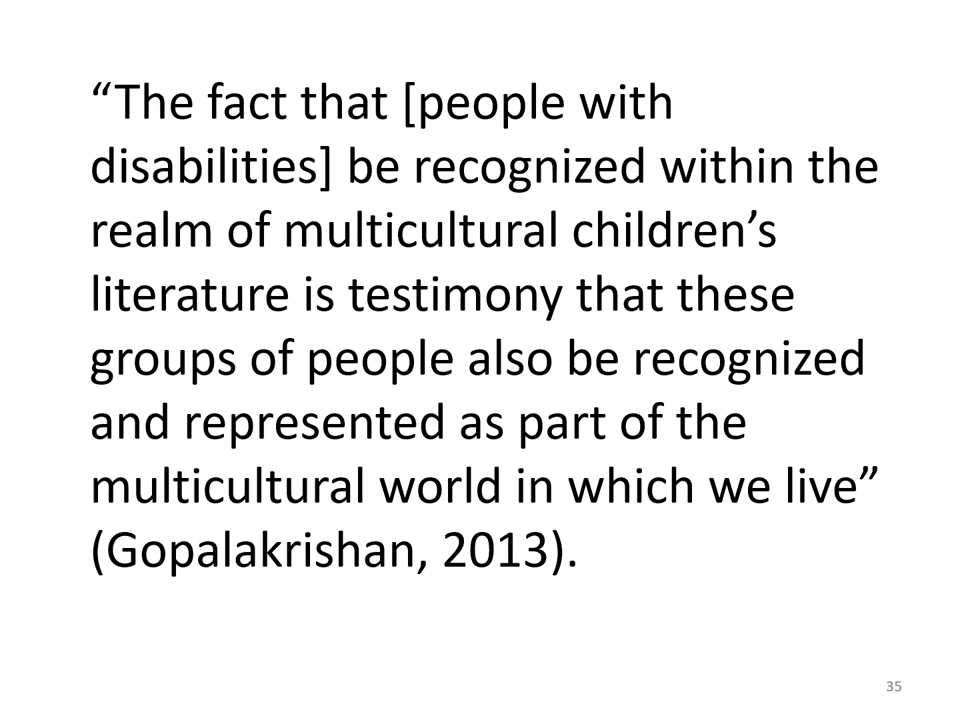 “The fact that [people with
disabilities] be recognized within the
realm of multicultural children’s
literature is testimony that these
groups of people also be recognized
and represented as part of the
multicultural world in which we live”
(Gopalakrishan, 2013).
35